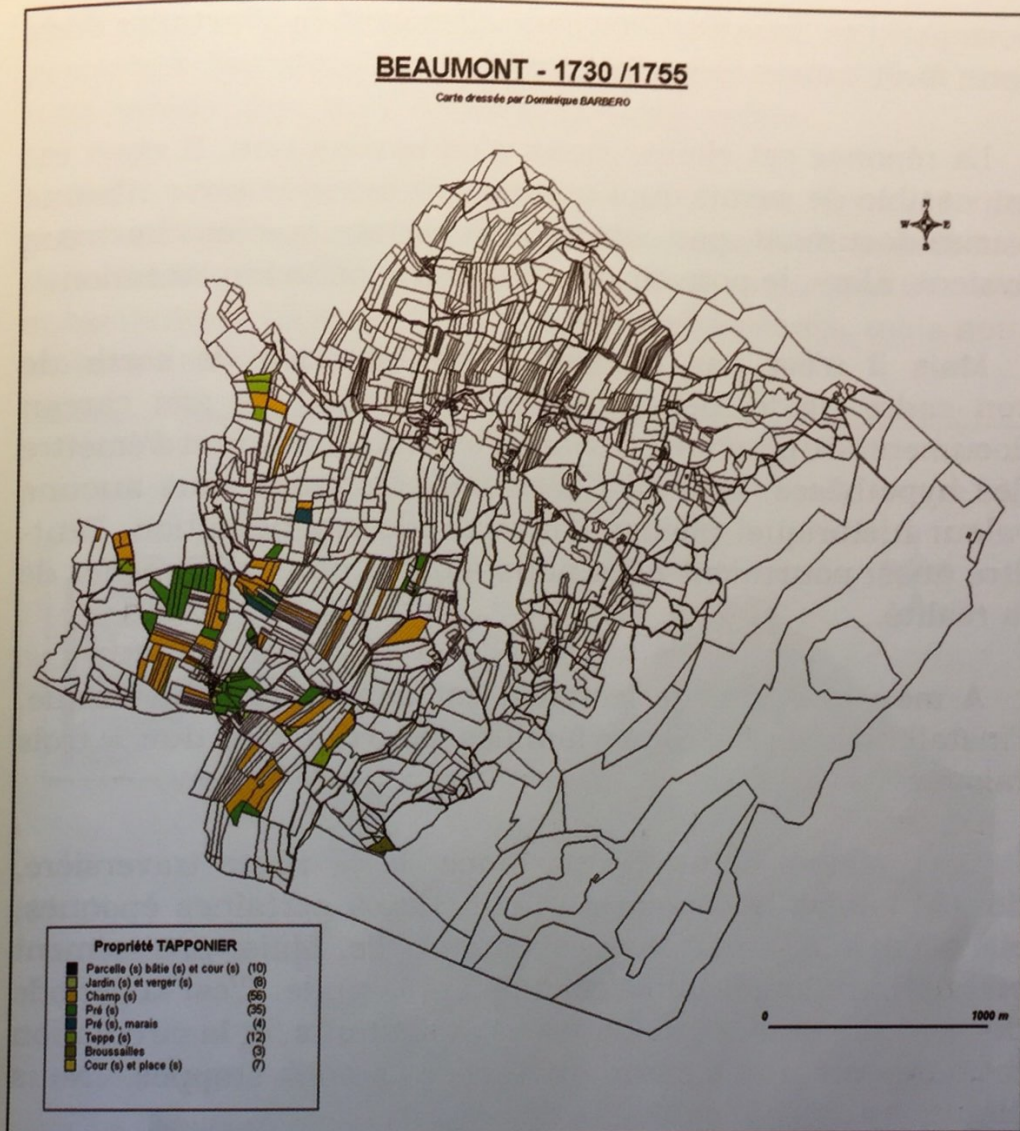 BEAUMONT - 1730 /1755
Carte dressée par Dominique BARBERO
N
W E
S
Propriété TAPPONIER
Parcelle (s) bâtie (s) et cour (s) (10)
Jardin (s) et verger (s) (8)
Champ (s) (56)
Pré (s) (35)
Pré (s), marais (4)
Teppe (s) (12)
Broussailles (3)
Cour (s) et place (s) (7)
0 1000 m